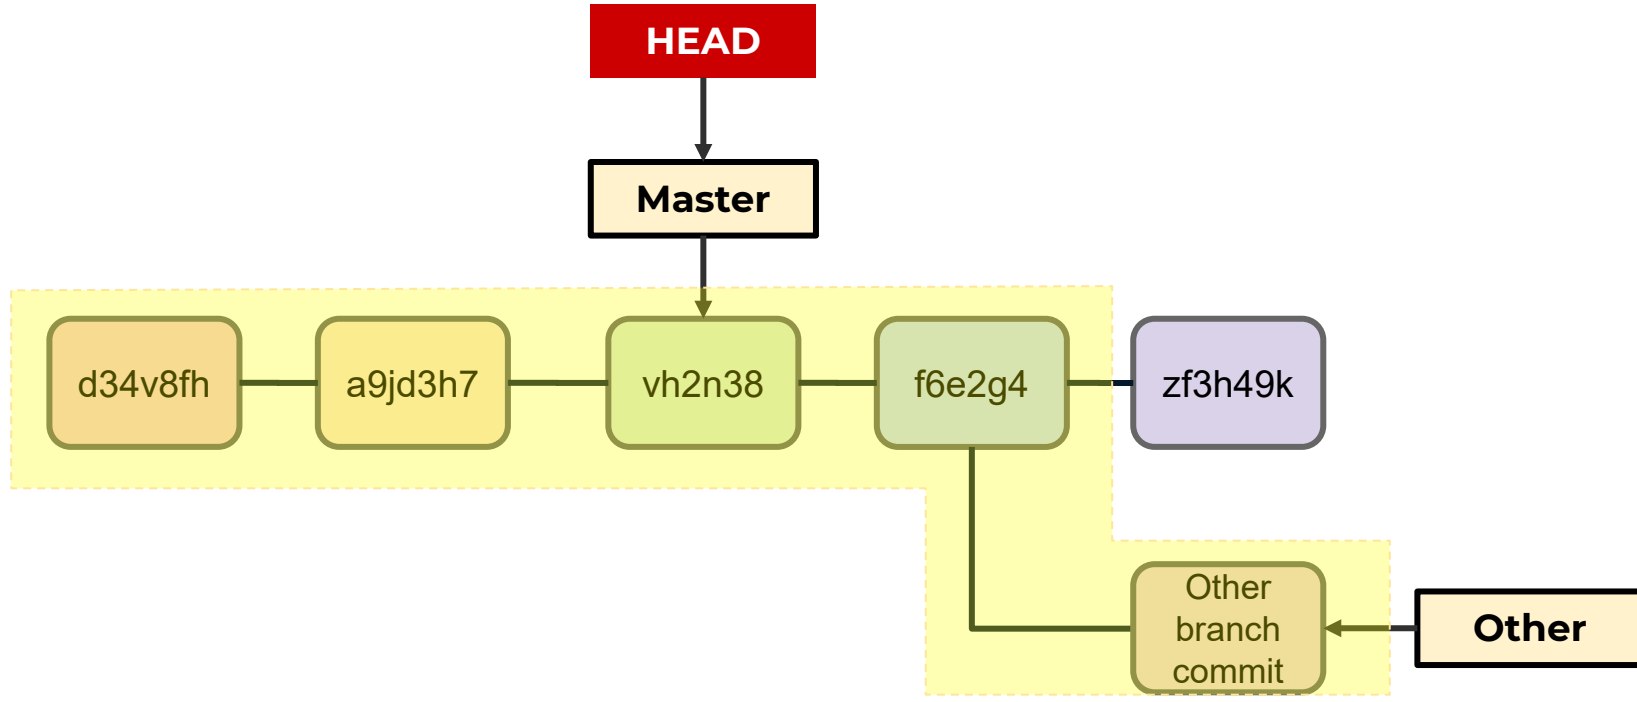 HEAD
Master
d34v8fh
a9jd3h7
vh2n38
f6e2g4
zf3h49k
Other
branch
commit
Other